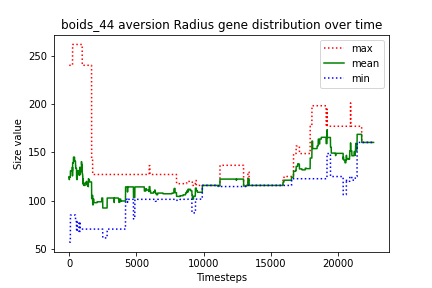 boids_44 aversion Radius gene distribution over time
max
mean
min
Size value
250
200
150
100
50
0
5000
10000
15000
20000
Timesteps